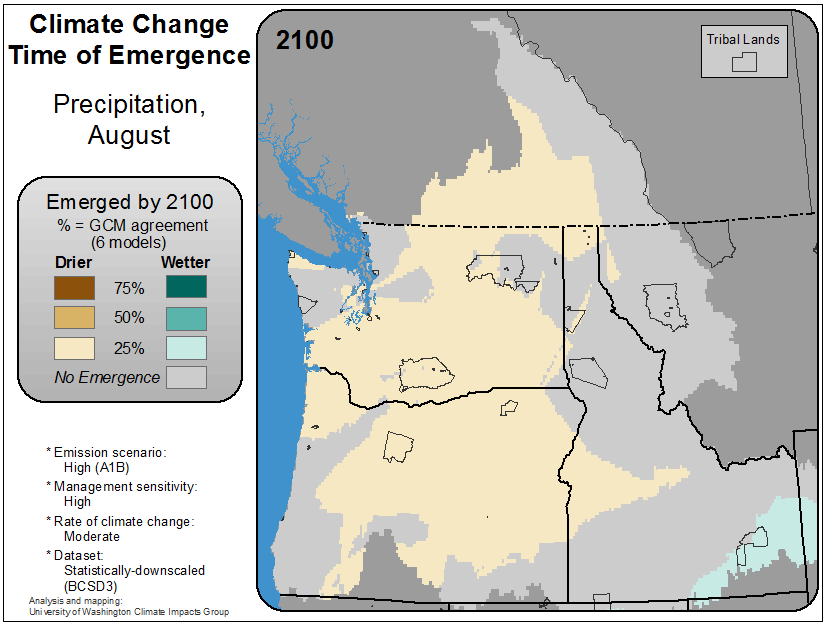 Climate Change
Time of Emergence
Precipitation,
August
Emerged by 2100
% = GCM agreement
(6 models)
Drier Wetter
75%
50%
25%
No Emergence
* Emission scenario:
High (A1B)
* Management sensitivity:
High
* Rate of climate change:
Moderate
* Dataset:
Statistically-downscaled
(BCSD3)
Analysis and mapping:
University of Washington Climate Impacts Group
2100
Tribal Lands